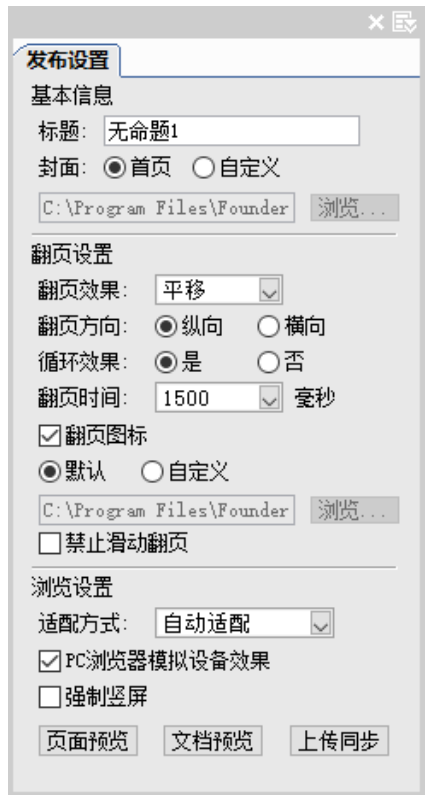 发布设置
基本信息
标题: 无命题1
封面: 首页 自定义
C:\Program Files\Founder 浏览...
翻页设置
翻页效果: 平移
翻页方向: 纵向 横向
循环效果: 是 否
翻页时间: 1500 毫秒
翻页图标
默认 自定义
C:\Program Files\Founder 浏览...
禁止滑动翻页
浏览设置
适配方式: 自动适配
PC浏览器模拟设备效果
强制竖屏
页面预览 文档预览 上传同步